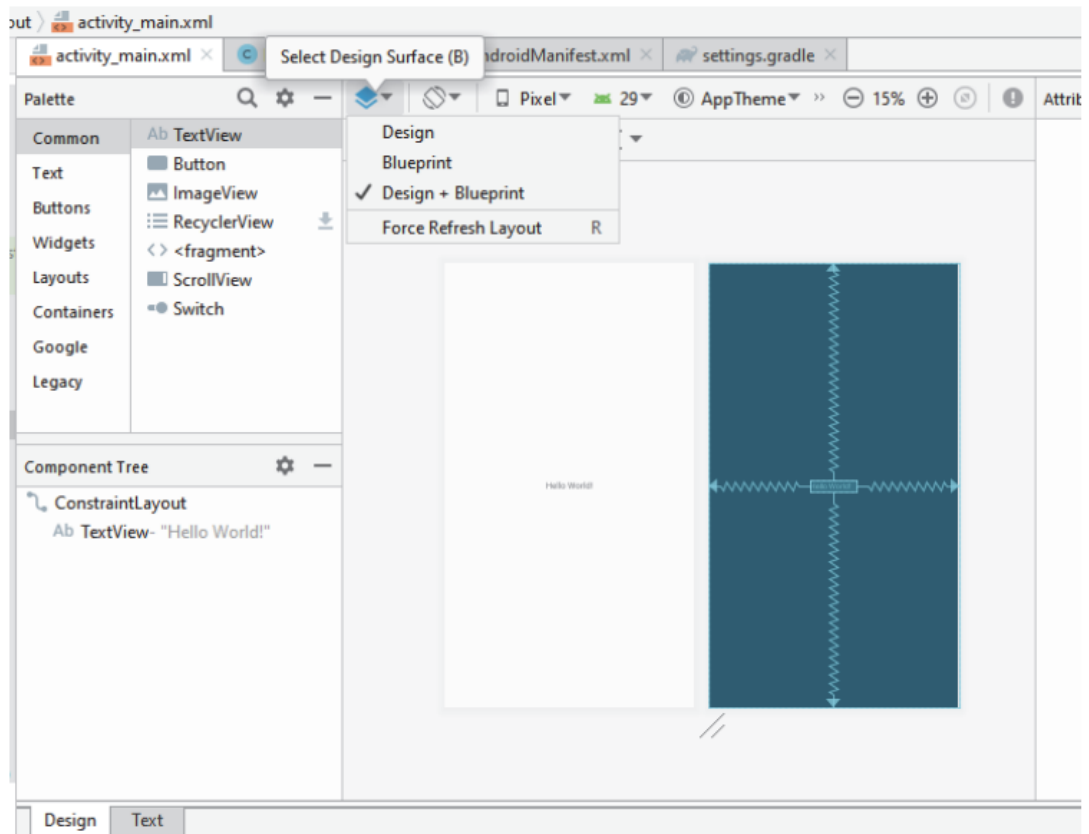 out activity_main.xml
activity_main.xml C Select Design Surface (B) ndroidManifest.xml settings.gradle
Palette Pixel 29 AppTheme » 15% Attrib
Common
Text
Buttons
Widgets
Layouts
Containers
Google
Legacy
Ab TextView
Button
ImageView
RecyclerView
<> <fragment>
ScrollView
Switch
Design
Blueprint
✓ Design + Blueprint
Force Refresh Layout R
Hello World!
Hello World!
Component Tree
ConstraintLayout
Ab TextView- "Hello World!"
Design Text